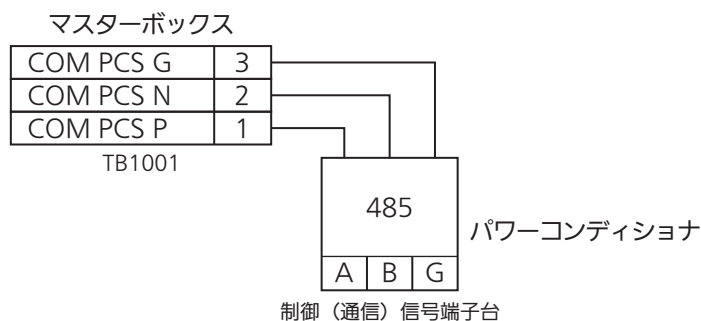 マスターボックス
COM PCS G 3
COM PCS N 2
COM PCS P 1
TB1001
485
パワーコンディショナ
A B G
制御（通信）信号端子台